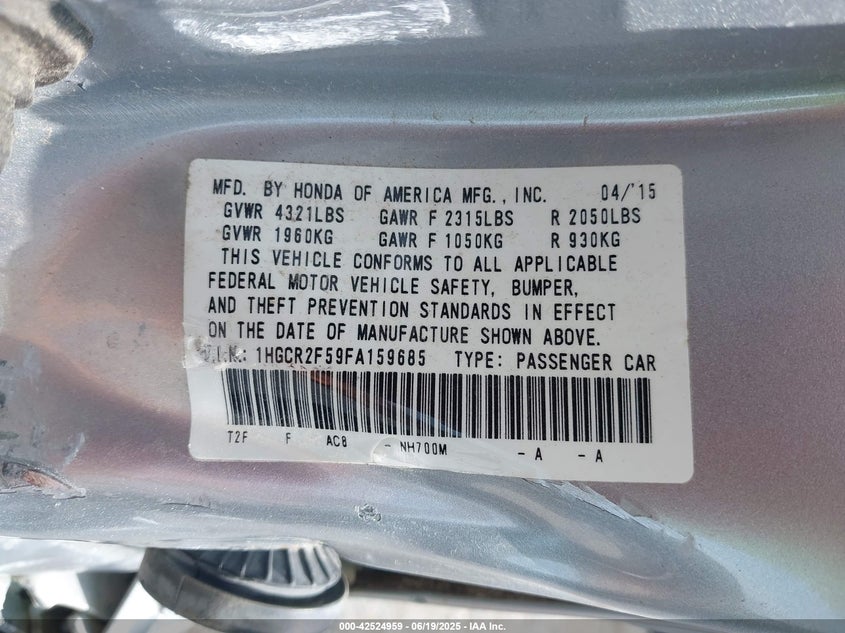 MFD. BY HONDA OF AMERICA MFG., INC. 04/'15
GVWR 4321LBS GAWR F 2315LBS R 2050LBS
GVWR 1960KG GAWR F 1050KG R 930KG
THIS VEHICLE CONFORMS TO ALL APPLICABLE
FEDERAL MOTOR VEHICLE SAFETY, BUMPER,
AND THEFT PREVENTION STANDARDS IN EFFECT
ON THE DATE OF MANUFACTURE SHOWN ABOVE.
V.I.N.: 1HGCR2F59FA159685 TYPE: PASSENGER CAR
T2F F AC8 - NH700M - A - A
000-42524959 | 06/19/2025 — IAA Inc.